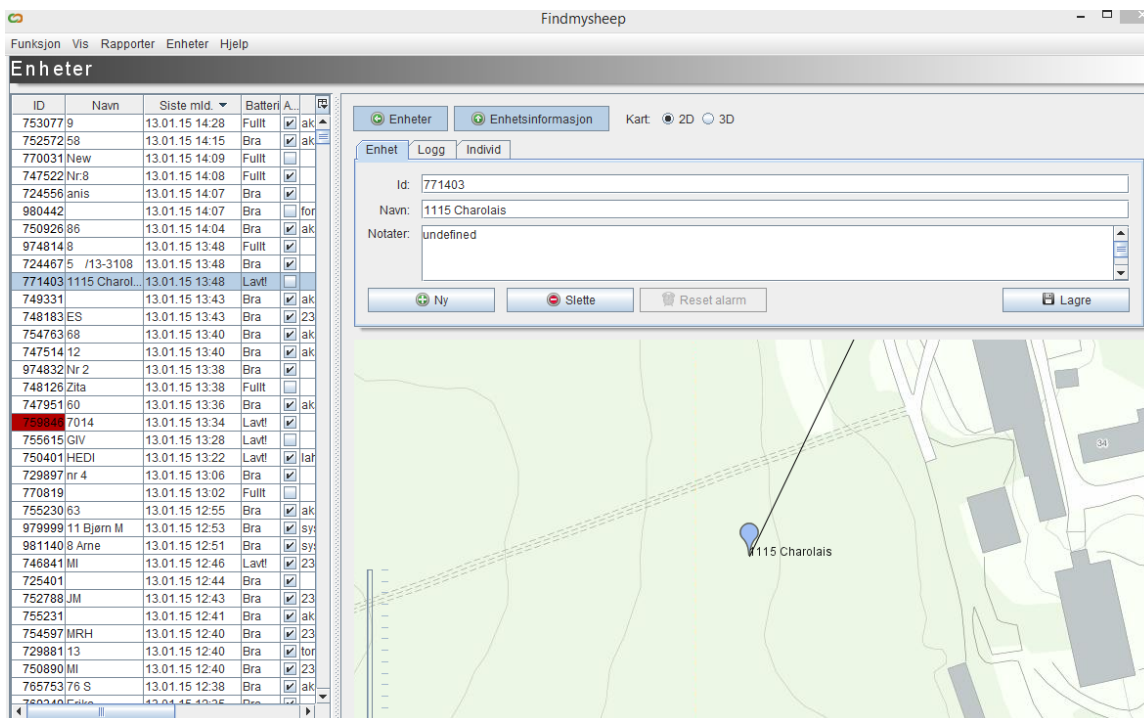 Findmysheep
Funksjon Vis Rapporter Enheter Hjelp
Enheter
ID Navn Siste mld. Batteri A...
753077 9 13.01.15 14:28 Fullt ak
752572 58 13.01.15 14:15 Bra ak
770031 New 13.01.15 14:09 Fullt
747522 Nr:8 13.01.15 14:08 Fullt
724556 anis 13.01.15 14:07 Bra
980442 13.01.15 14:07 Bra for
750926 86 13.01.15 14:04 Bra ak
974814 8 13.01.15 13:48 Fullt
724467 5 /13-3108 13.01.15 13:48 Bra
771403 1115 Charol... 13.01.15 13:48 Lavt!
749331 13.01.15 13:43 Bra ak
748183 ES 13.01.15 13:43 Bra 23
754763 68 13.01.15 13:40 Bra ak
747514 12 13.01.15 13:40 Bra ak
974832 Nr 2 13.01.15 13:38 Bra
748126 Zita 13.01.15 13:38 Fullt
747951 60 13.01.15 13:36 Bra ak
759846 7014 13.01.15 13:34 Lavt!
755615 GIV 13.01.15 13:28 Lavt!
750401 HEDI 13.01.15 13:22 Lavt! lah
729897 nr 4 13.01.15 13:06 Bra
770819 13.01.15 13:02 Fullt
755230 63 13.01.15 12:55 Bra ak
979999 11 Bjørn M 13.01.15 12:53 Bra sy
981140 8 Arne 13.01.15 12:51 Bra sy
746841 MI 13.01.15 12:46 Lavt! 23
725401 13.01.15 12:44 Bra
752788 JM 13.01.15 12:43 Bra 23
755231 13.01.15 12:41 Bra ak
754597 MRH 13.01.15 12:40 Bra 23
729881 13 13.01.15 12:40 Bra tor
750890 MI 13.01.15 12:40 Bra 23
765753 76 S 13.01.15 12:38 Bra ak
Enheter Enhetsinformasjon Kart: 2D 3D
Enhet Logg Individ
Id: 771403
Navn: 1115 Charolais
Notater: undefined
Ny Slette Reset alarm Lagre
34
1115 Charolais